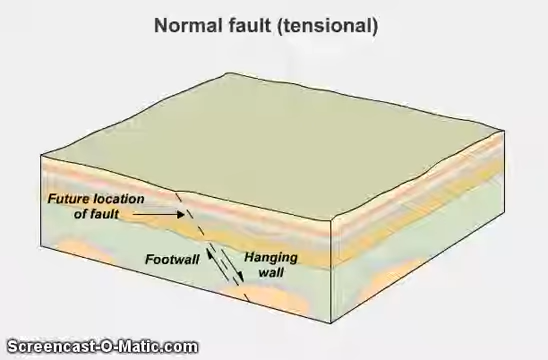 Normal fault (tensional)
Future location
of fault
Footwall
Hanging
wall
Screencast-O-Matic.com